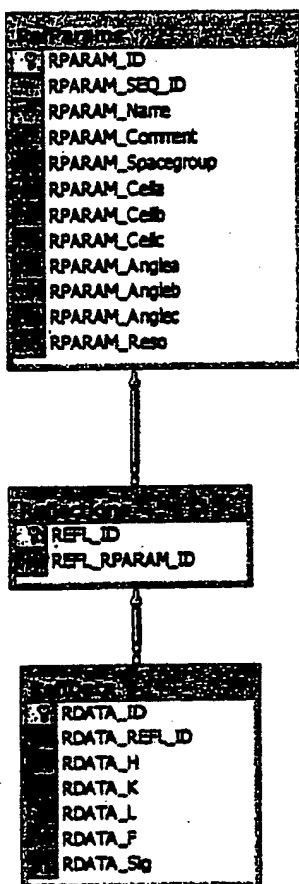 RefParams
RPARAM_ID
RPARAM_SEQ_ID
RPARAM_Name
RPARAM_Comment
RPARAM_Spacegroup
RPARAM_Cella
RPARAM_Cellb
RPARAM_Cellc
RPARAM_Anglea
RPARAM_Angleb
RPARAM_Anglec
RPARAM_Reso
REFL_ID
REFL_RPARAM_ID
RDATA_ID
RDATA_REFL_ID
RDATA_H
RDATA_K
RDATA_L
RDATA_F
RDATA_Sig